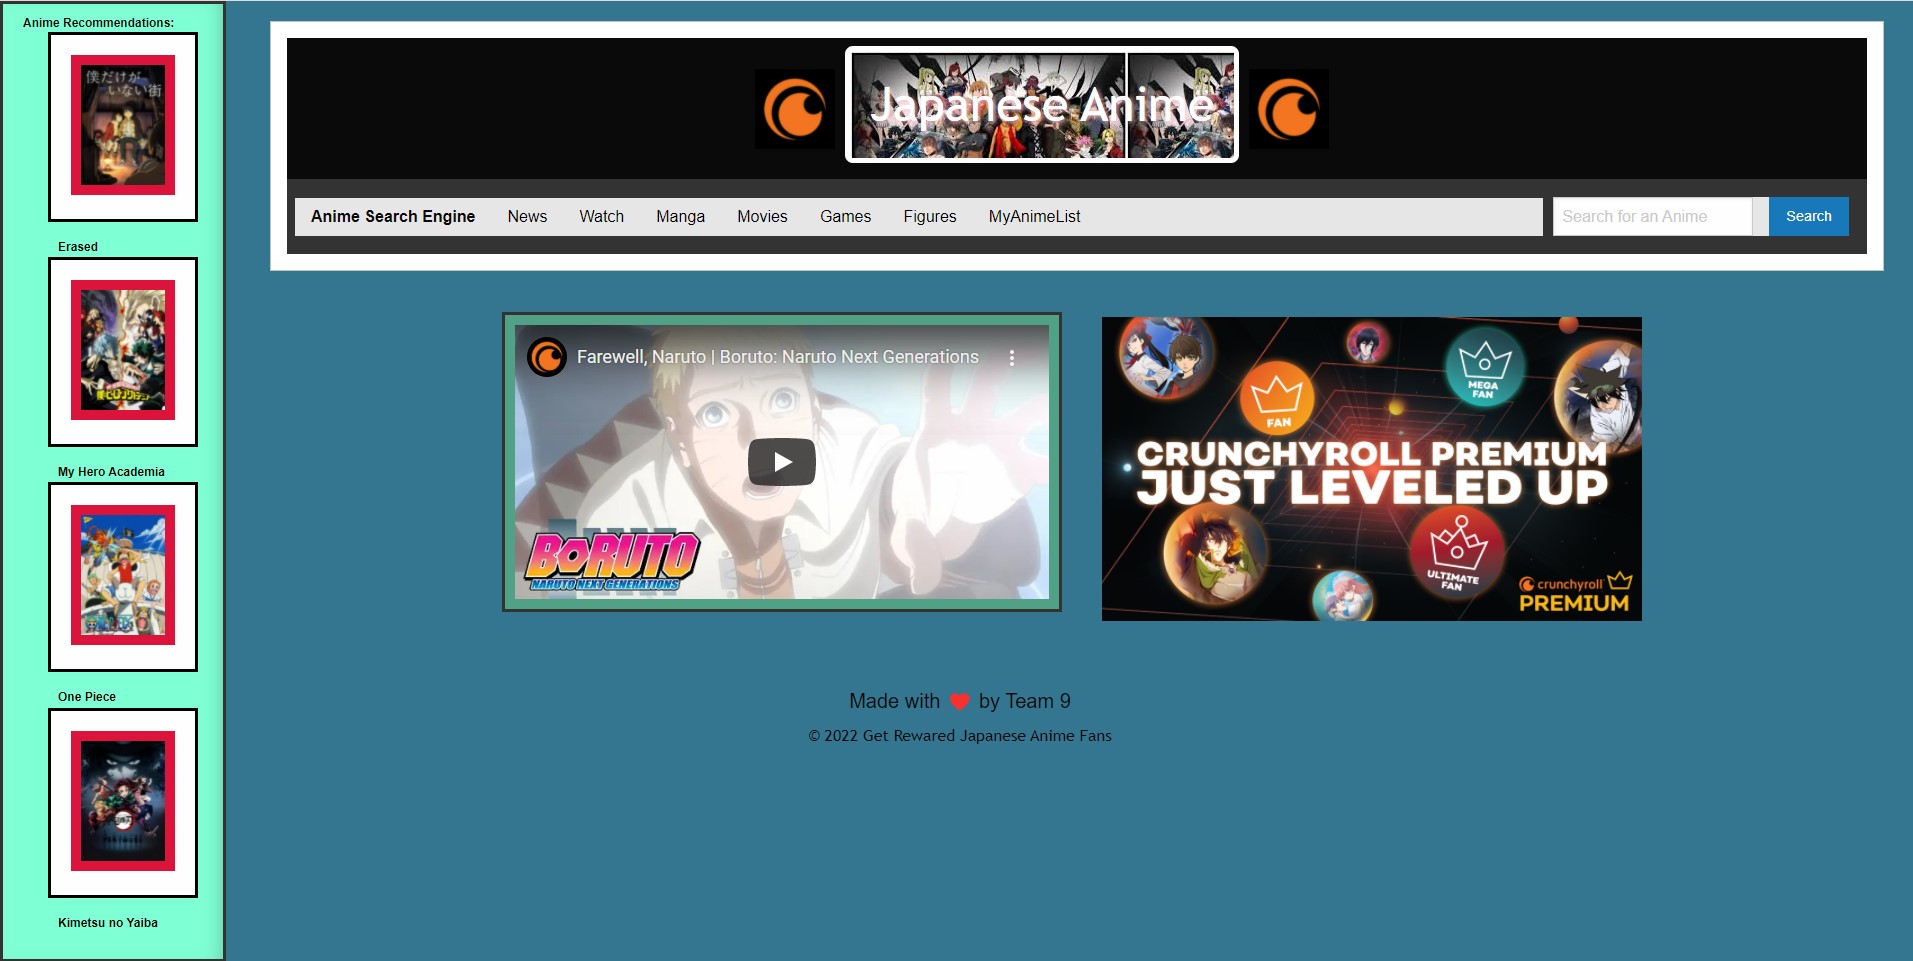 Anime Recommendations:
僕だけが
いない街
Erased
My Hero Academia
One Piece
Kimetsu no Yaiba
Japanese Anime
Anime Search Engine News Watch Manga Movies Games Figures MyAnimeList
Search for an Anime Search
Farewell, Naruto | Boruto: Naruto Next Generations
BORUTO
NARUTO NEXT GENERATIONS
FAN
MEGA
FAN
CRUNCHYROLL PREMIUM
JUST LEVELED UP
ULTIMATE
FAN
crunchyroll
PREMIUM
Made with ❤ by Team 9
© 2022 Get Rewared Japanese Anime Fans